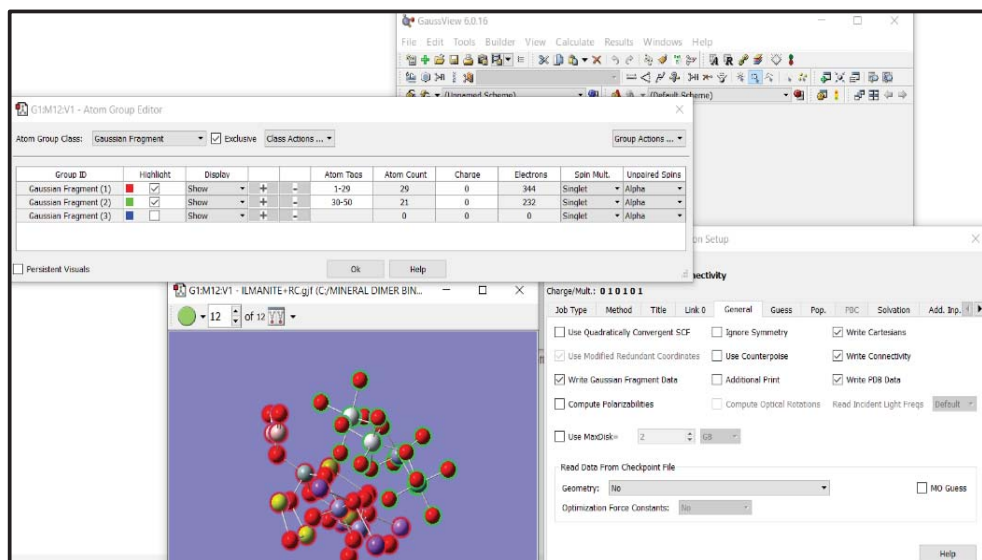 GaussView 6.0.16
File Edit Tools Builder View Calculate Results Windows Help
(Unnamed Scheme) (Default Scheme)
G1:M12:V1 - Atom Group Editor
Atom Group Class: Gaussian Fragment Exclusive Class Actions ... Group Actions ...
Group ID Highlight Display Atom Tags Atom Count Charge Electrons Spin Mult. Unpaired Spins
Gaussian Fragment (1) Show + - 1-29 29 0 344 Singlet Alpha
Gaussian Fragment (2) Show + - 30-50 21 0 232 Singlet Alpha
Gaussian Fragment (3) Show + - 0 0 0 Singlet Alpha
Persistent Visuals Ok Help
on Setup
nectivity
G1:M12:V1 - ILMANITE+RC.gjf (C:/MINERAL DIMER BIN...
12 of 12
Charge/Mult.: 0 1 0 1 0 1
Job Type Method Title Link 0 General Guess Pop. PBC Solvation Add. Inp.
Use Quadratically Convergent SCF Ignore Symmetry Write Cartesians
Use Modified Redundant Coordinates Use Counterpoise Write Connectivity
Write Gaussian Fragment Data Additional Print Write PDB Data
Compute Polarizabilities Compute Optical Rotations Read Incident Light Freqs Default
Use MaxDisk= 2 GB
Read Data From Checkpoint File
Geometry: No MO Guess
Optimization Force Constants: No
Help